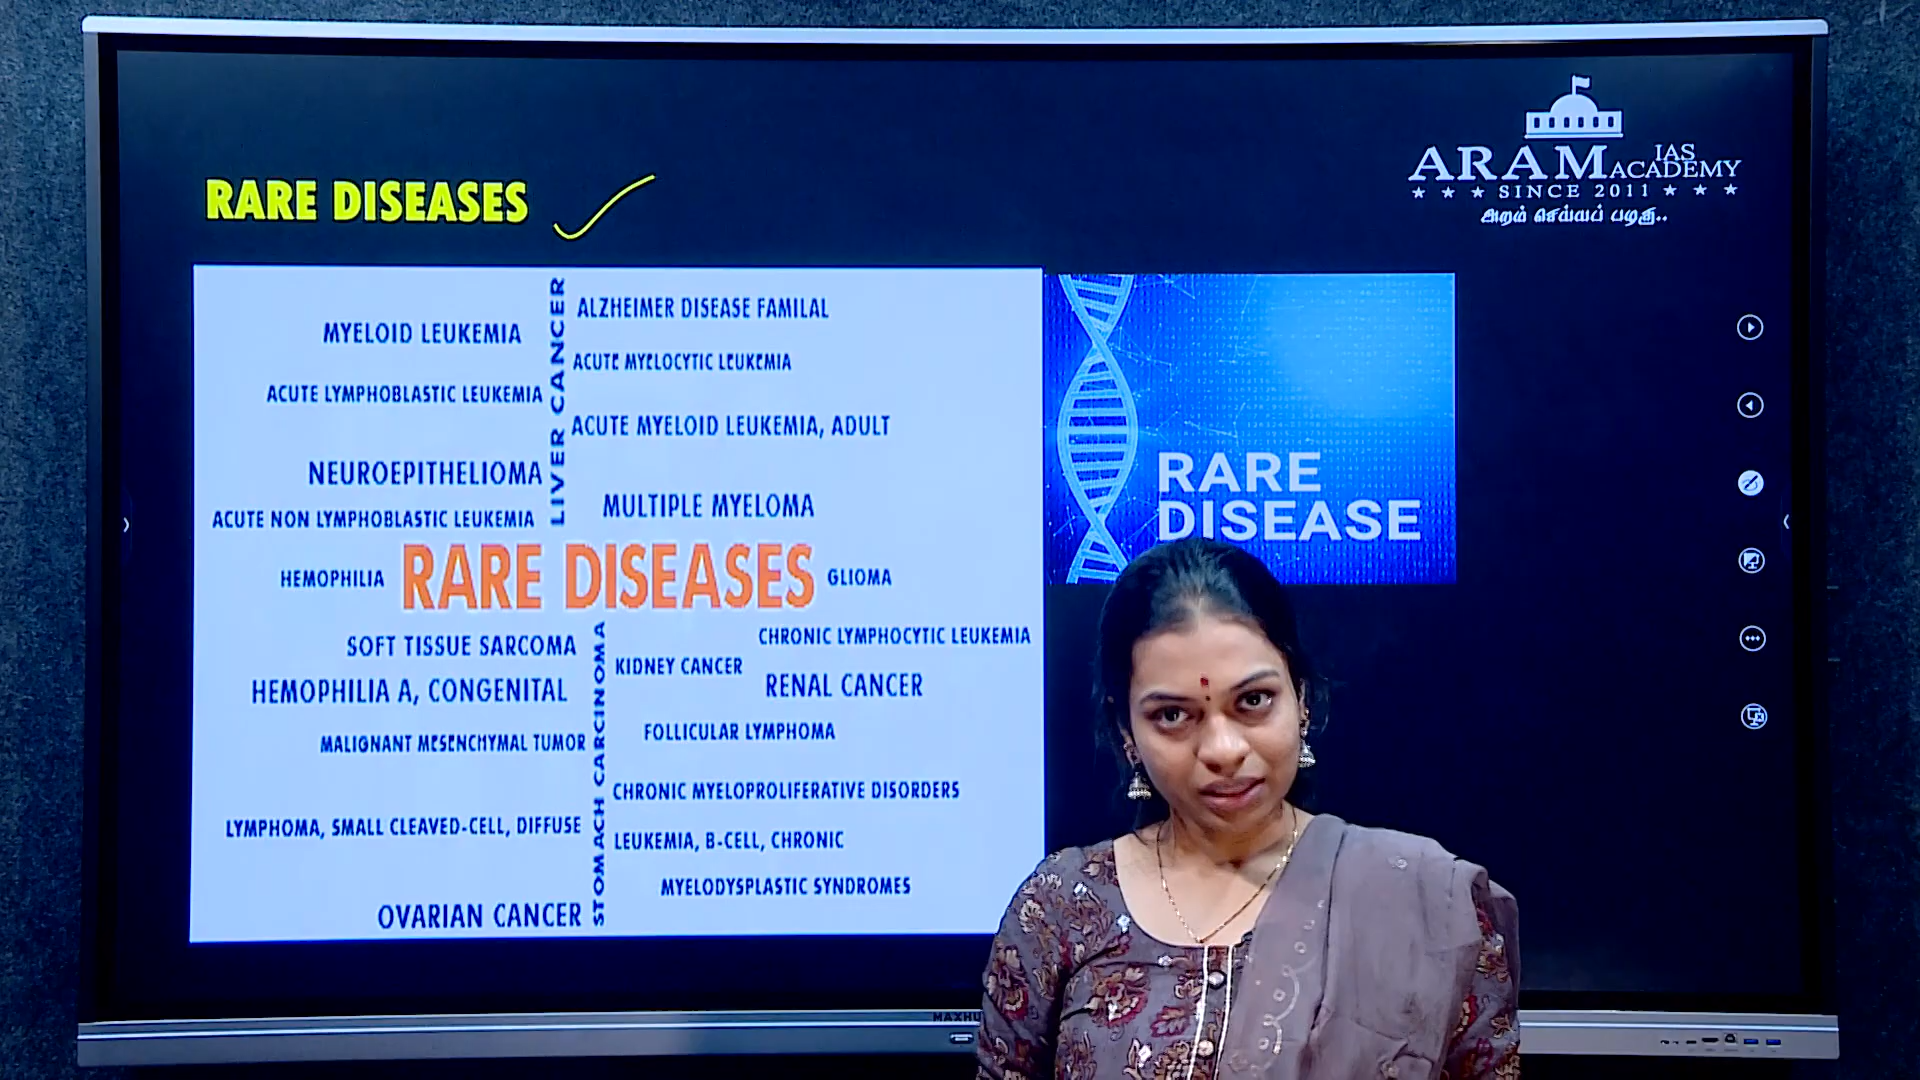 ARAM IAS ACADEMY
★ ★ ★ SINCE 2011 ★ ★ ★
அறம் செய்யப் பழகு..
RARE DISEASES
LIVER CANCER
ALZHEIMER DISEASE FAMILAL
MYELOID LEUKEMIA
ACUTE MYELOCYTIC LEUKEMIA
ACUTE LYMPHOBLASTIC LEUKEMIA
ACUTE MYELOID LEUKEMIA, ADULT
NEUROEPITHELIOMA
MULTIPLE MYELOMA
ACUTE NON LYMPHOBLASTIC LEUKEMIA
HEMOPHILIA
RARE DISEASES
GLIOMA
STOMACH CARCINOMA
CHRONIC LYMPHOCYTIC LEUKEMIA
SOFT TISSUE SARCOMA
KIDNEY CANCER
RENAL CANCER
HEMOPHILIA A, CONGENITAL
FOLLICULAR LYMPHOMA
MALIGNANT MESENCHYMAL TUMOR
CHRONIC MYELOPROLIFERATIVE DISORDERS
LYMPHOMA, SMALL CLEAVED-CELL, DIFFUSE
LEUKEMIA, B-CELL, CHRONIC
MYELODYSPLASTIC SYNDROMES
OVARIAN CANCER
RARE
DISEASE